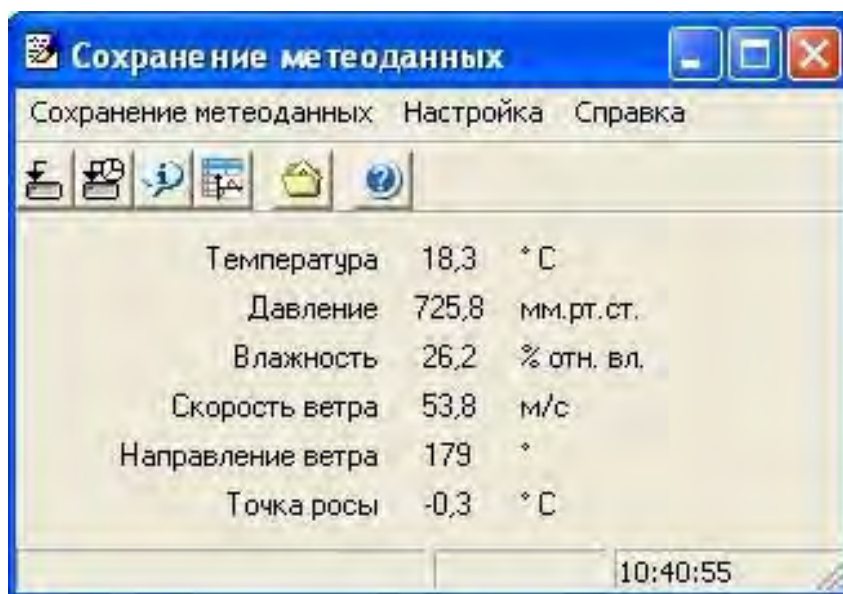 Сохранение метеоданных
Сохранение метеоданных Настройка Справка
Температура 18,3 °C
Давление 725,8 мм.рт.ст.
Влажность 26,2 % отн. вл.
Скорость ветра 53,8 м/с
Направление ветра 179 °
Точка росы -0,3 °C
10:40:55